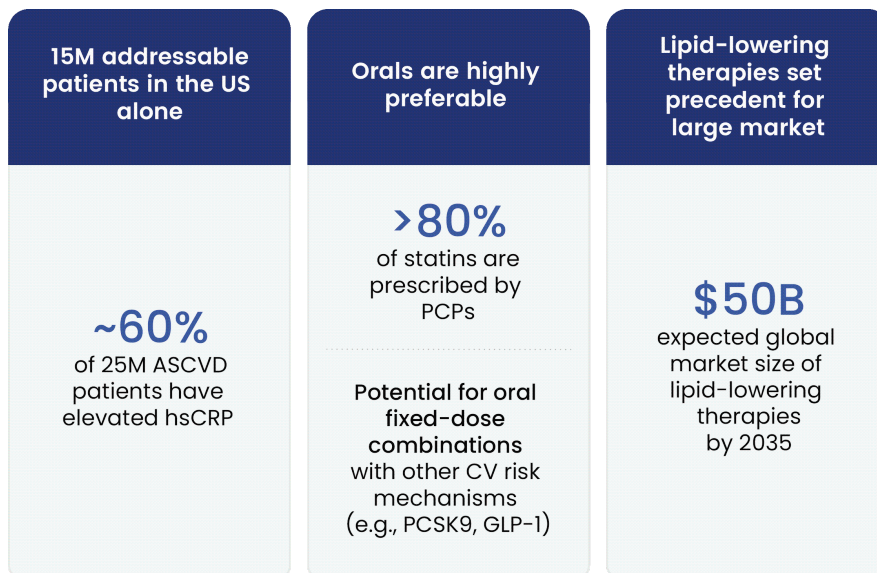 15M addressable
patients in the US
alone
~60%
of 25M ASCVD
patients have
elevated hsCRP
Orals are highly
preferable
>80%
of statins are
prescribed by
PCPs
Potential for oral
fixed-dose
combinations
with other CV risk
mechanisms
(e.g., PCSK9, GLP-1)
Lipid-lowering
therapies set
precedent for
large market
$50B
expected global
market size of
lipid-lowering
therapies
by 2035